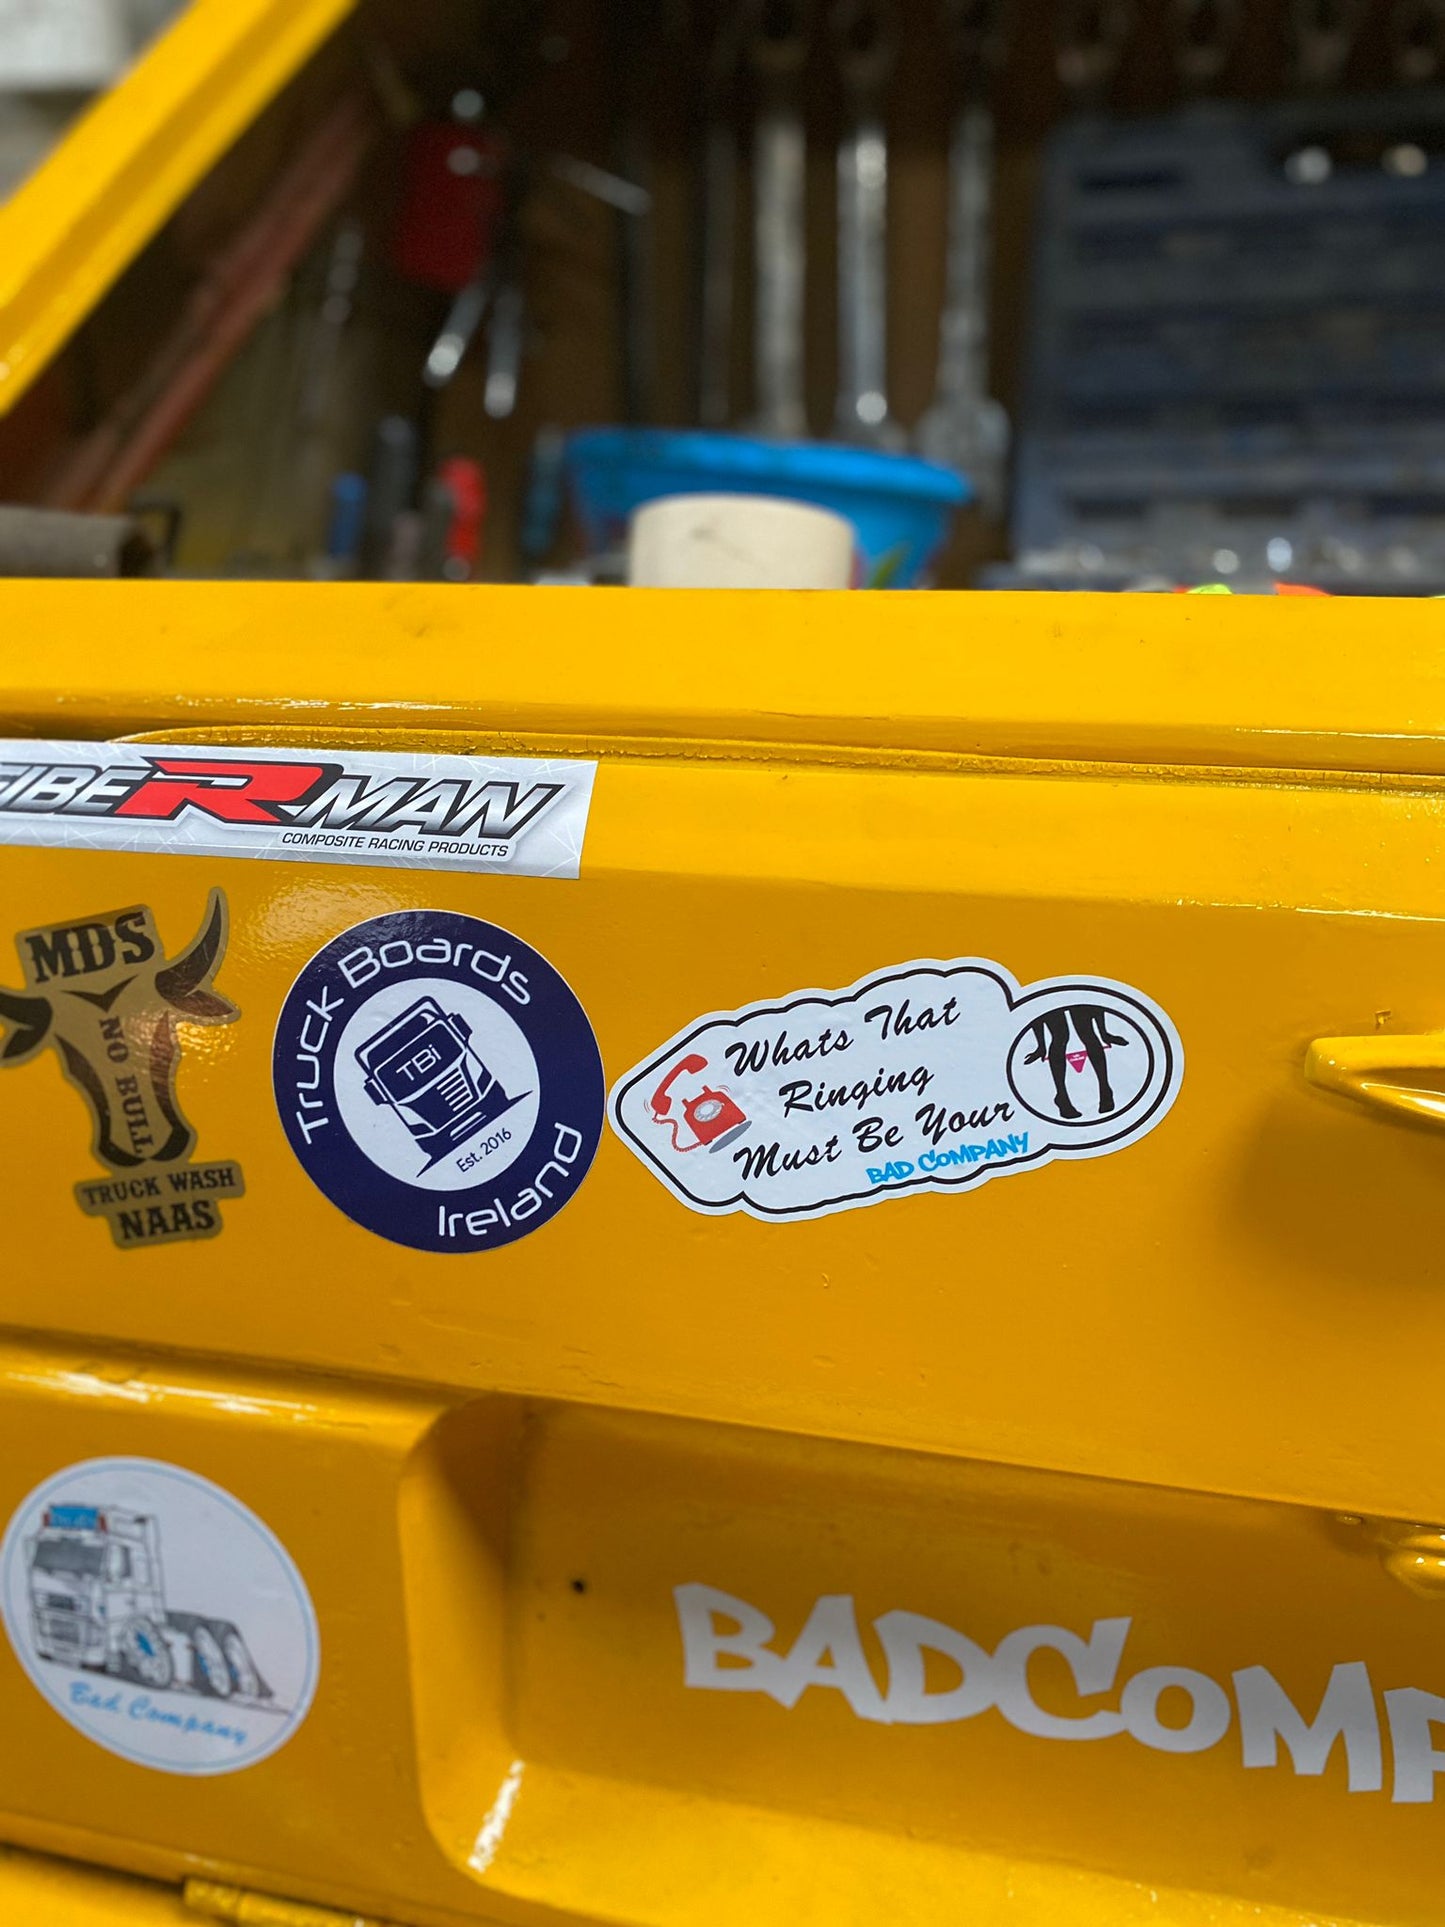 FIBERMAN
COMPOSITE RACING PRODUCTS
MDS
NO BULL
TRUCK WASH
NAAS
Truck Boards
TBi
Est. 2016
Ireland
Whats That
Ringing
Must Be Your
BAD COMPANY
Bad Company
BADCOMP